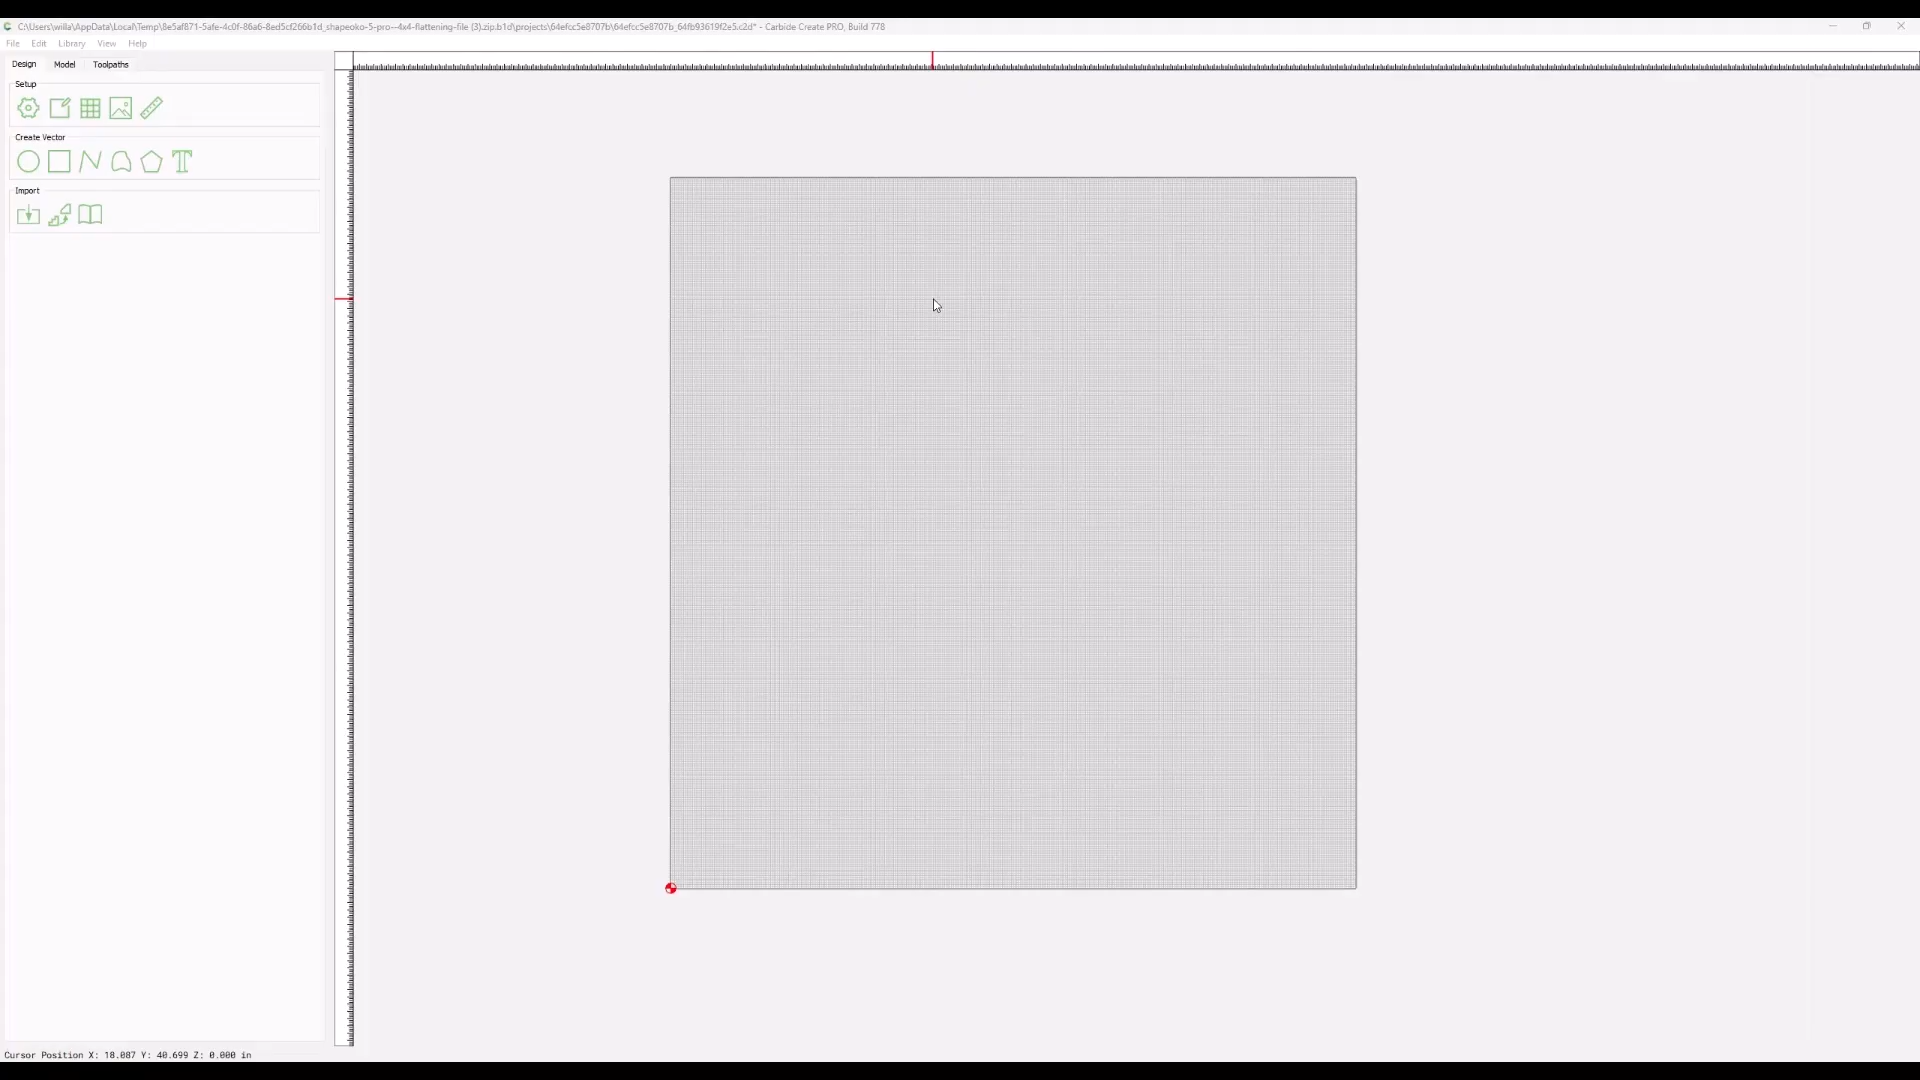 C:\Users\willa\AppData\Local\Temp\8e5af871-5afe-4c0f-86a6-8ed5cf266b1d_shapeoko-5-pro--4x4-flattening-file (3).zip.b1d\projects\64efcc5e8707b\64efcc5e8707b_64fb93619f2e5.c2d* - Carbide Create PRO, Build 778
File Edit Library View Help
Design Model Toolpaths
Setup
Create Vector
Import
Cursor Position X: 18.087 Y: 40.699 Z: 0.000 in